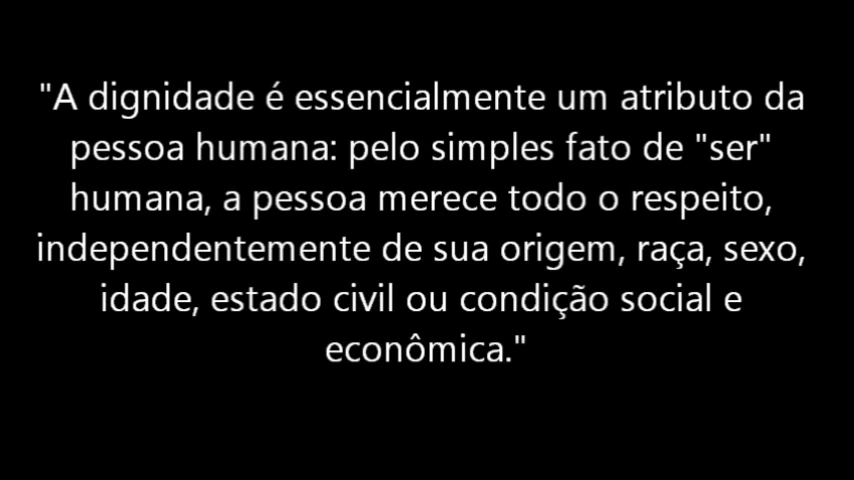 "A dignidade é essencialmente um atributo da
pessoa humana: pelo simples fato de "ser"
humana, a pessoa merece todo o respeito,
independentemente de sua origem, raça, sexo,
idade, estado civil ou condição social e
econômica."